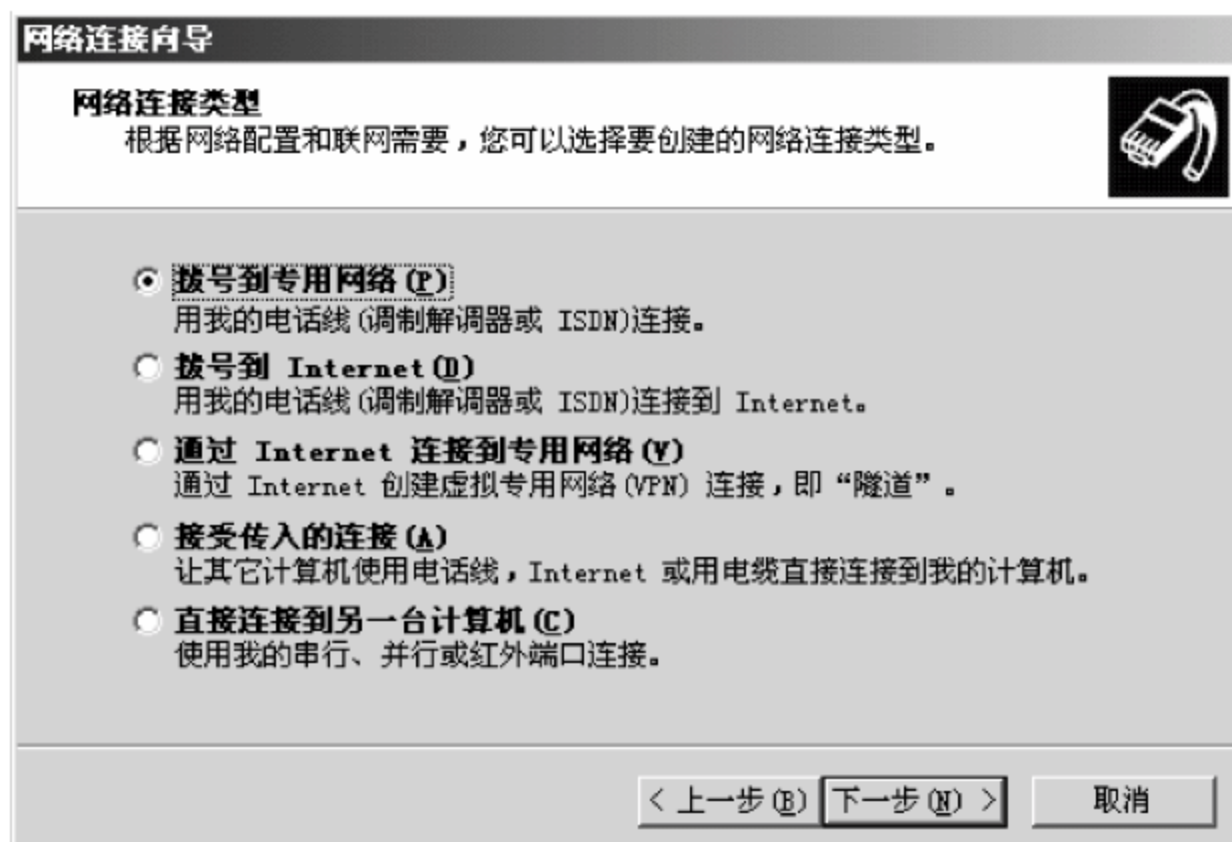 网络连接向导
网络连接类型
根据网络配置和联网需要，您可以选择要创建的网络连接类型。
拨号到专用网络(P)
用我的电话线(调制解调器或 ISDN)连接。
拨号到 Internet(D)
用我的电话线(调制解调器或 ISDN)连接到 Internet。
通过 Internet 连接到专用网络(V)
通过 Internet 创建虚拟专用网络(VPN) 连接，即“隧道”。
接受传入的连接(A)
让其它计算机使用电话线，Internet 或用电缆直接连接到我的计算机。
直接连接到另一台计算机(C)
使用我的串行、并行或红外端口连接。
< 上一步(B) 下一步(N) > 取消